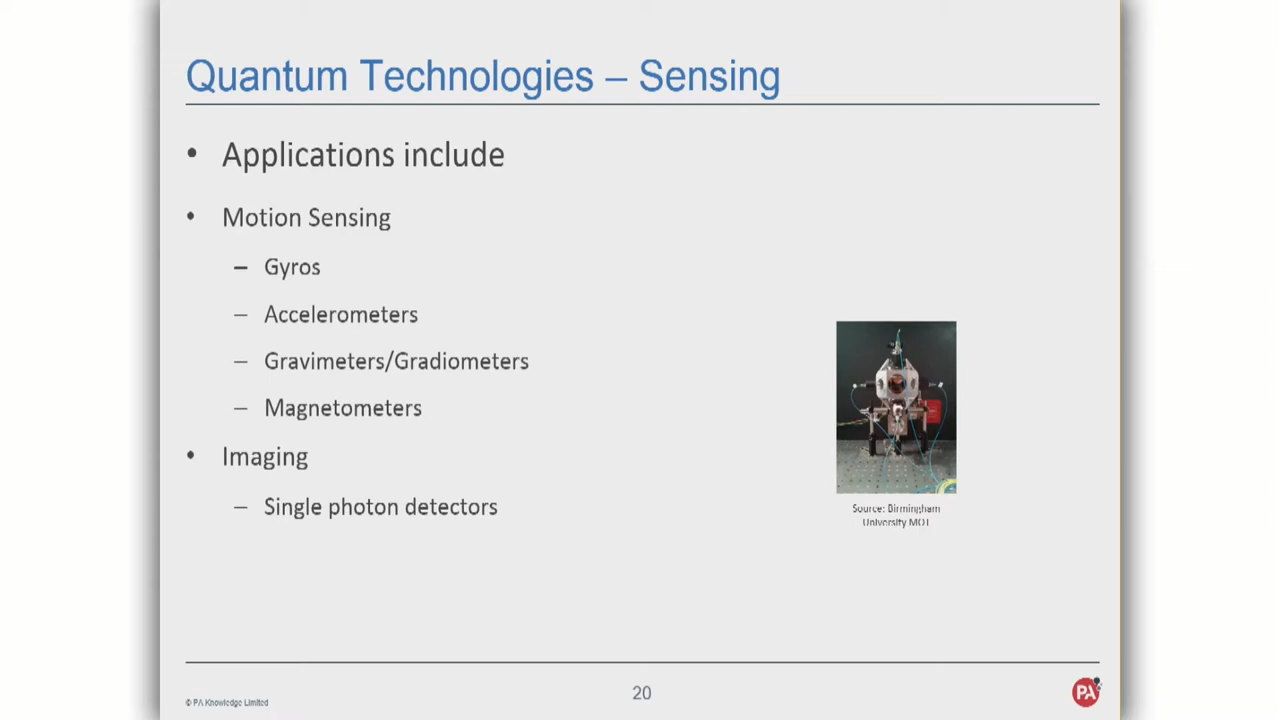 Quantum Technologies – Sensing
• Applications include
• Motion Sensing
– Gyros
– Accelerometers
– Gravimeters/Gradiometers
– Magnetometers
• Imaging
– Single photon detectors
Source: Birmingham
University MOT
© PA Knowledge Limited
20
PA